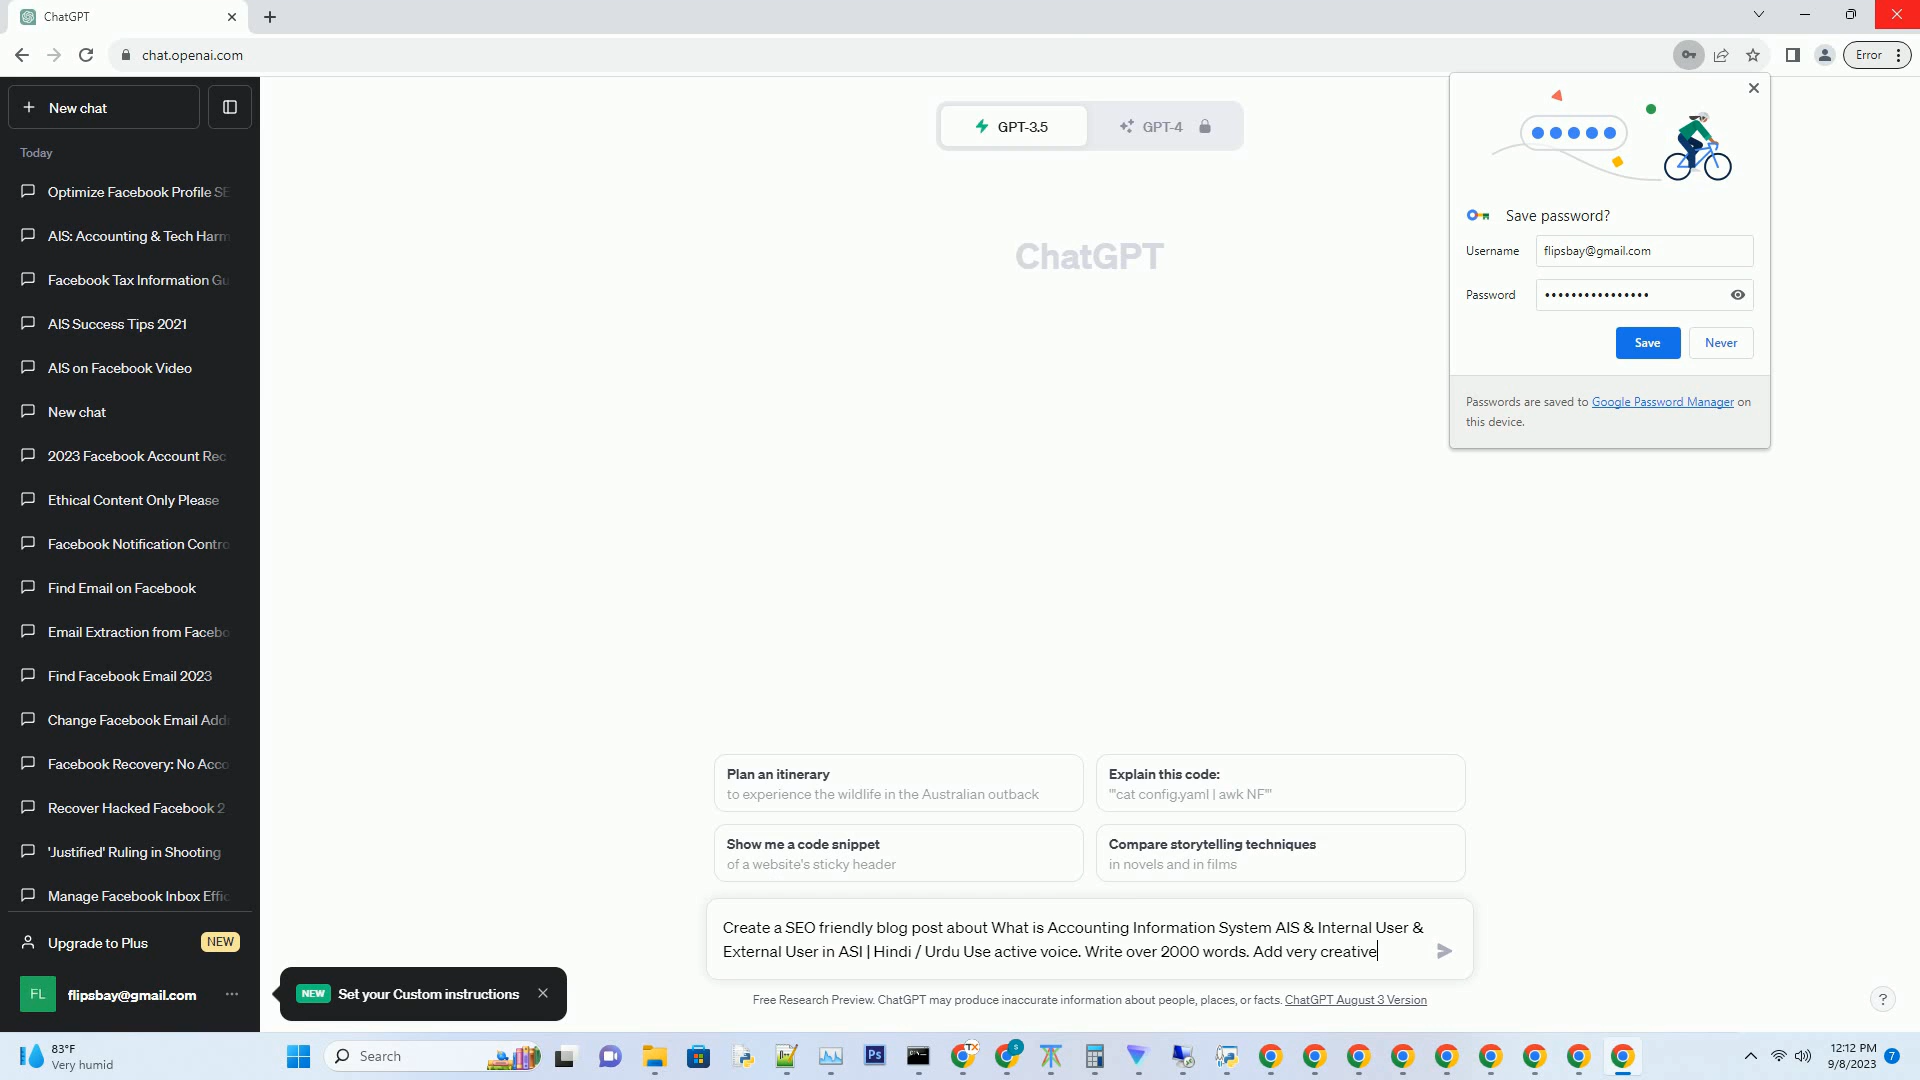 ChatGPT
chat.openai.com
Error
New chat
Today
Optimize Facebook Profile SE
AIS: Accounting & Tech Harm
Facebook Tax Information Gu
AIS Success Tips 2021
AIS on Facebook Video
New chat
2023 Facebook Account Rec
Ethical Content Only Please
Facebook Notification Contro
Find Email on Facebook
Email Extraction from Facebo
Find Facebook Email 2023
Change Facebook Email Add
Facebook Recovery: No Acco
Recover Hacked Facebook 2
'Justified' Ruling in Shooting
Manage Facebook Inbox Effic
Upgrade to Plus NEW
FL flipsbay@gmail.com
GPT-3.5 GPT-4
ChatGPT
Save password?
Username flipsbay@gmail.com
Password ••••••••••••••••
Save Never
Passwords are saved to Google Password Manager on
this device.
Plan an itinerary
to experience the wildlife in the Australian outback
Explain this code:
"'cat config.yaml | awk NF'"
Show me a code snippet
of a website's sticky header
Compare storytelling techniques
in novels and in films
Create a SEO friendly blog post about What is Accounting Information System AIS & Internal User &
External User in ASI | Hindi / Urdu Use active voice. Write over 2000 words. Add very creative
NEW Set your Custom instructions
Free Research Preview. ChatGPT may produce inaccurate information about people, places, or facts. ChatGPT August 3 Version
?
83°F
Very humid
Search
Ps
TX
S
12:12 PM
9/8/2023
7